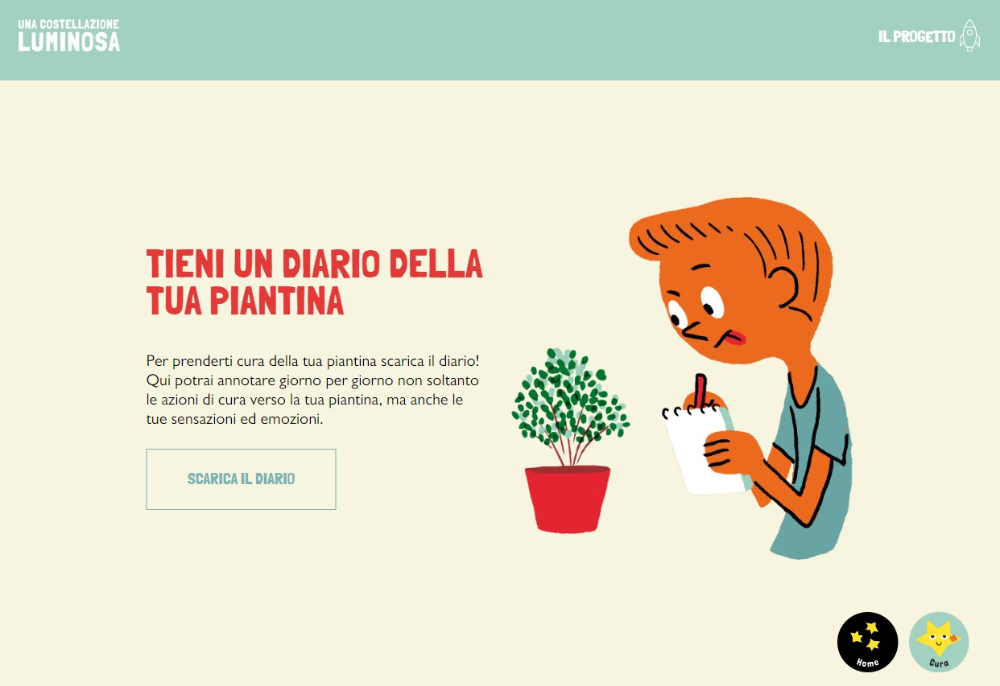 UNA COSTELLAZIONE
LUMINOSA
IL PROGETTO
TIENI UN DIARIO DELLA
TUA PIANTINA
Per prenderti cura della tua piantina scarica il diario!
Qui potrai annotare giorno per giorno non soltanto
le azioni di cura verso la tua piantina, ma anche le
tue sensazioni ed emozioni.
SCARICA IL DIARIO
Home
Cura